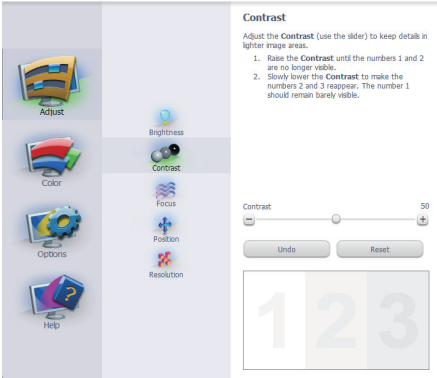 Adjust
Color
Options
Help
Brightness
Contrast
Focus
Position
Resolution
Contrast
Adjust the Contrast (use the slider) to keep details in
lighter image areas.
1. Raise the Contrast until the numbers 1 and 2
are no longer visible.
2. Slowly lower the Contrast to make the
numbers 2 and 3 reappear. The number 1
should remain barely visible.
Contrast 50
Undo Reset
1 2 3